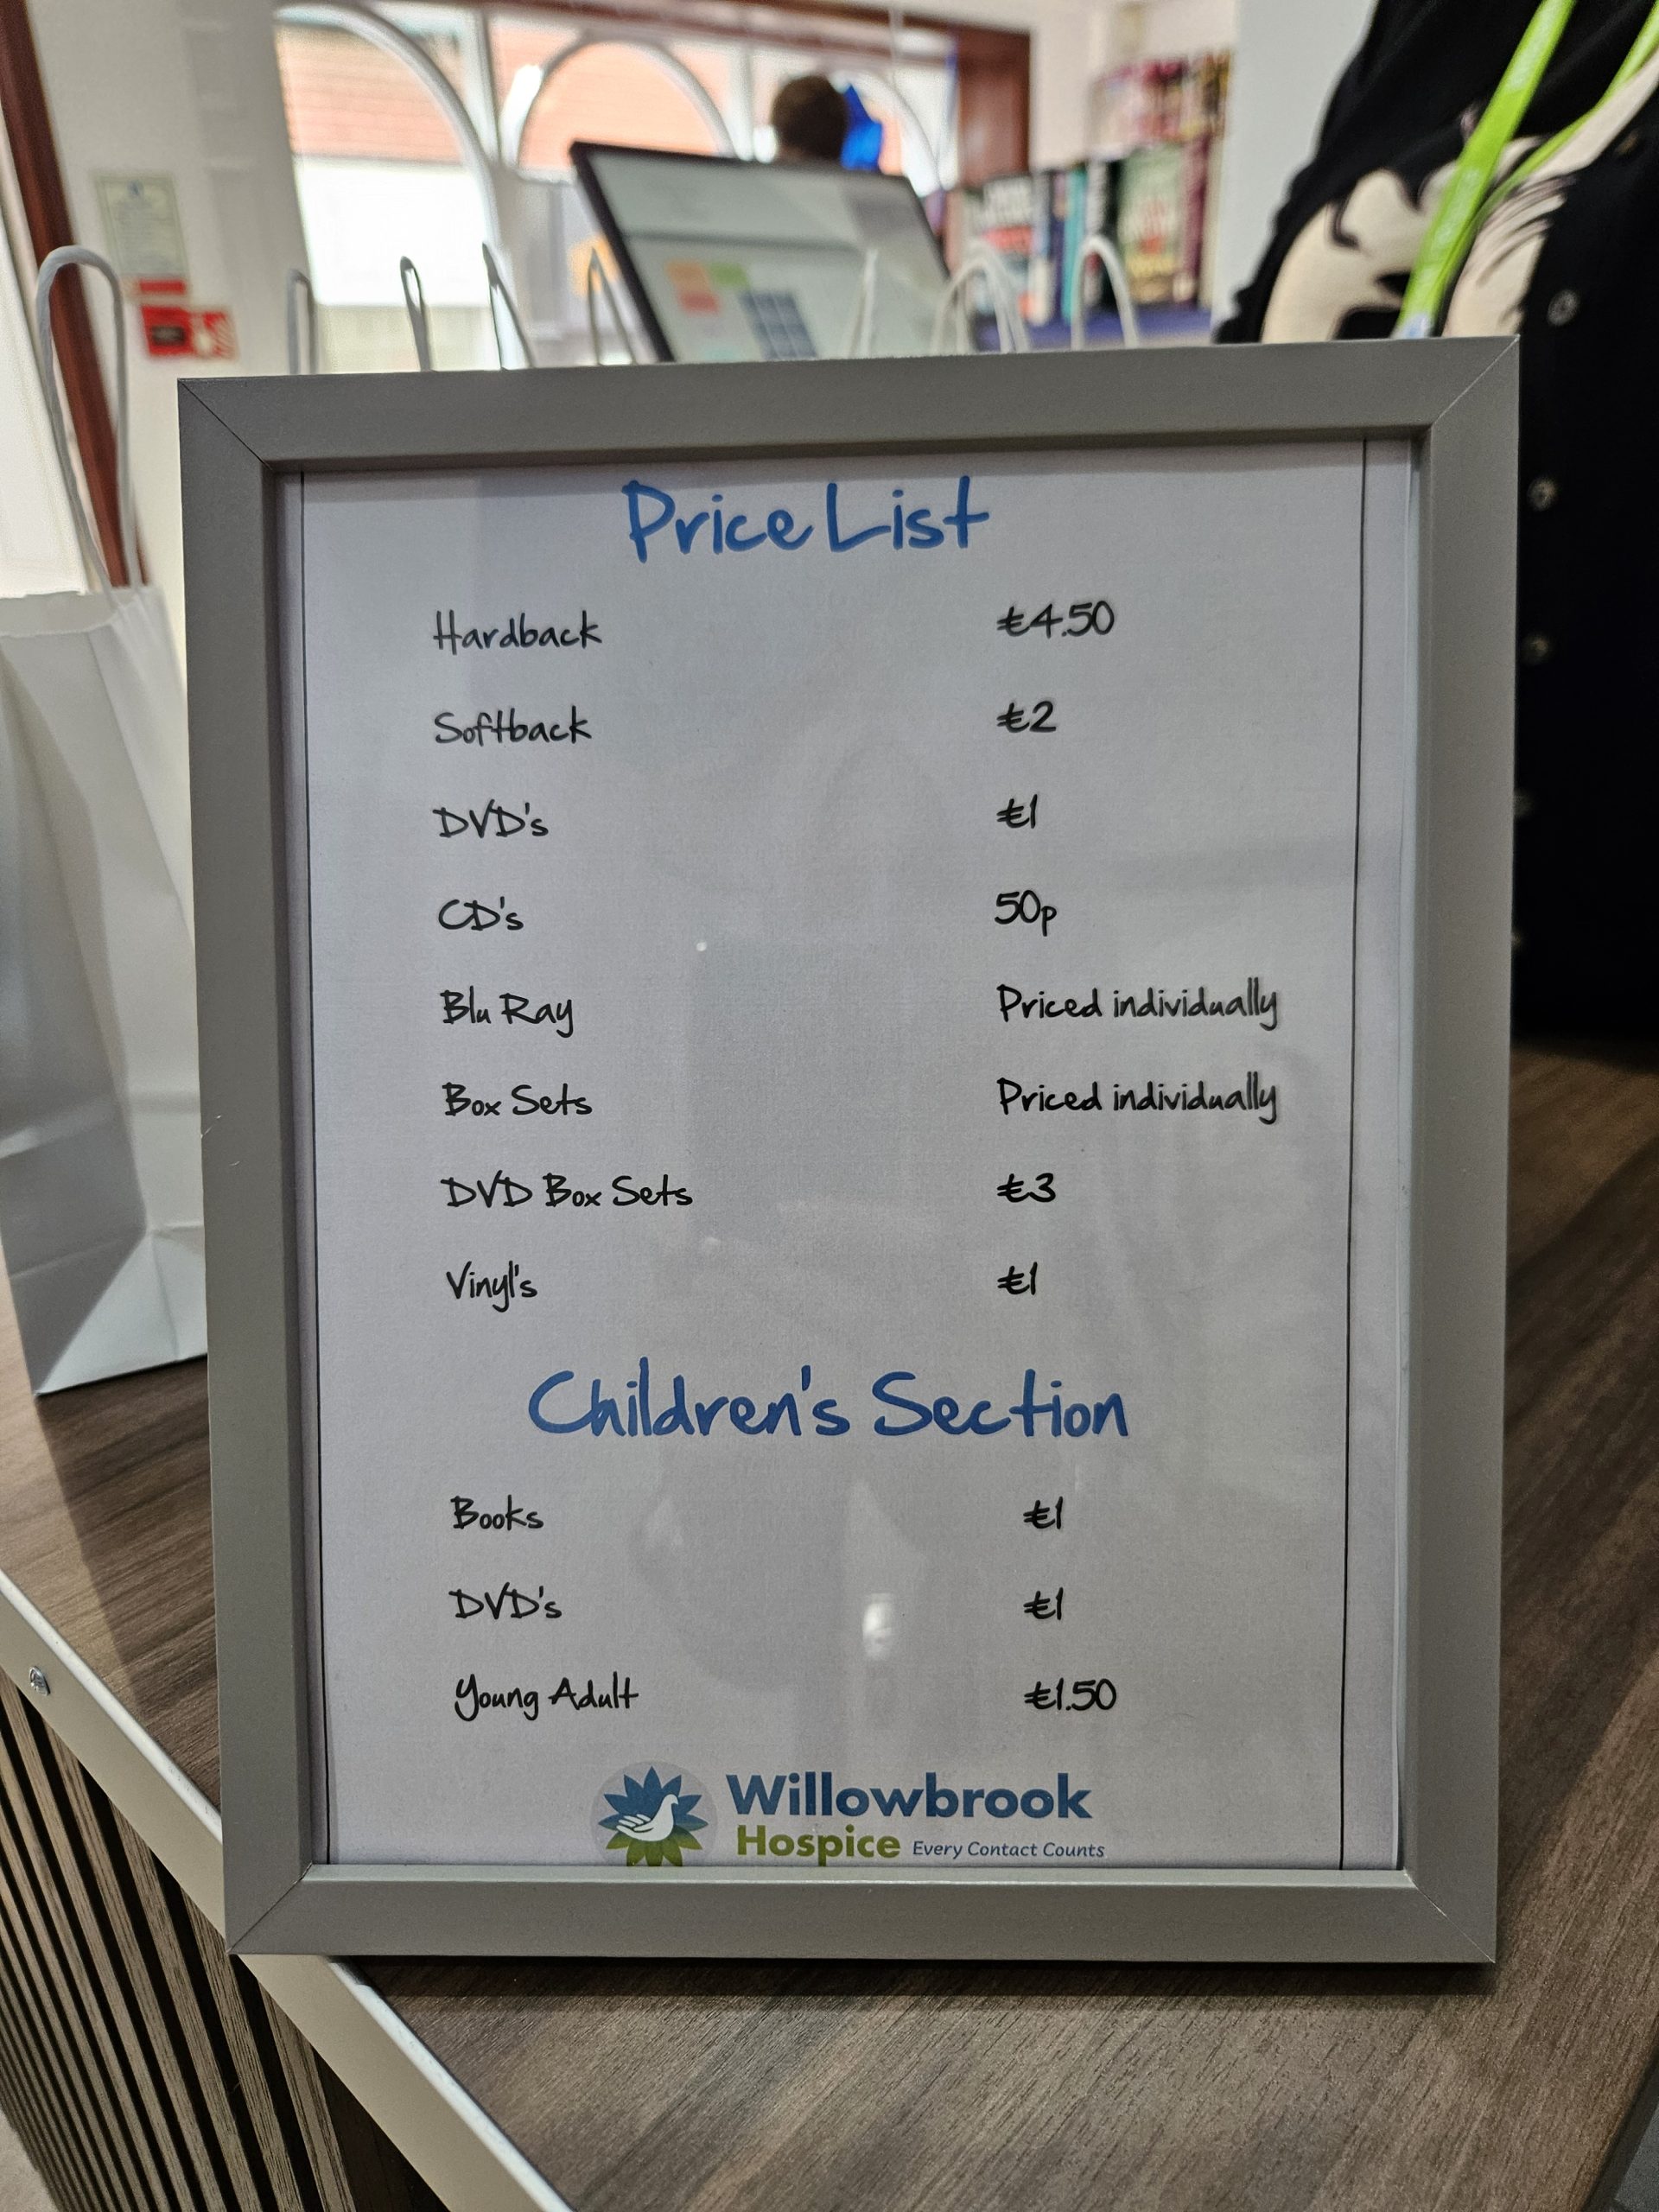 Price List
Hardback £4.50
Softback £2
DVD's £1
CD's 50p
Blu Ray Priced individually
Box Sets Priced individually
DVD Box Sets £3
Vinyl's £1
Children's Section
Books £1
DVD's £1
Young Adult £1.50
Willowbrook
Hospice Every Contact Counts